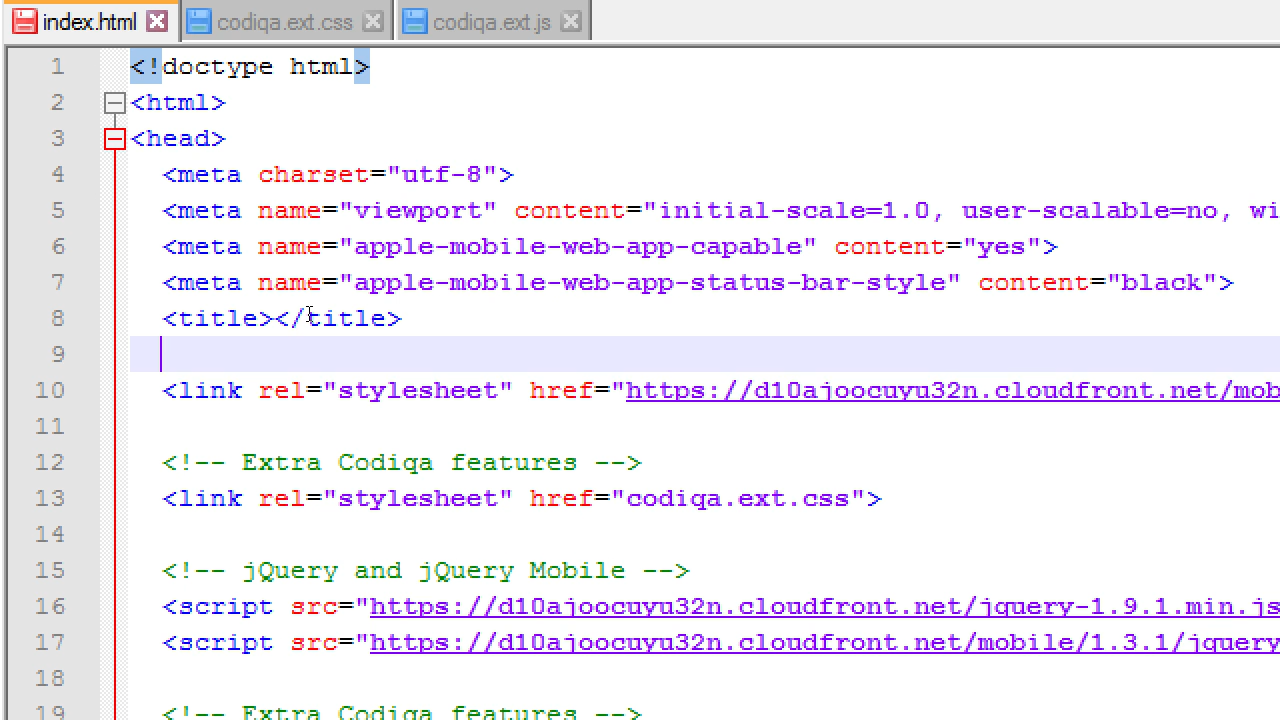 index.html codiqa.ext.css codiqa.ext.js
1 <!doctype html>
2 <html>
3 <head>
4 <meta charset="utf-8">
5 <meta name="viewport" content="initial-scale=1.0, user-scalable=no, wi
6 <meta name="apple-mobile-web-app-capable" content="yes">
7 <meta name="apple-mobile-web-app-status-bar-style" content="black">
8 <title></title>
9
10 <link rel="stylesheet" href="https://d10ajoocuyu32n.cloudfront.net/mob
11
12 <!-- Extra Codiqa features -->
13 <link rel="stylesheet" href="codiqa.ext.css">
14
15 <!-- jQuery and jQuery Mobile -->
16 <script src="https://d10ajoocuyu32n.cloudfront.net/jquery-1.9.1.min.js
17 <script src="https://d10ajoocuyu32n.cloudfront.net/mobile/1.3.1/jquery
18
19 <!-- Extra Codiqa features -->